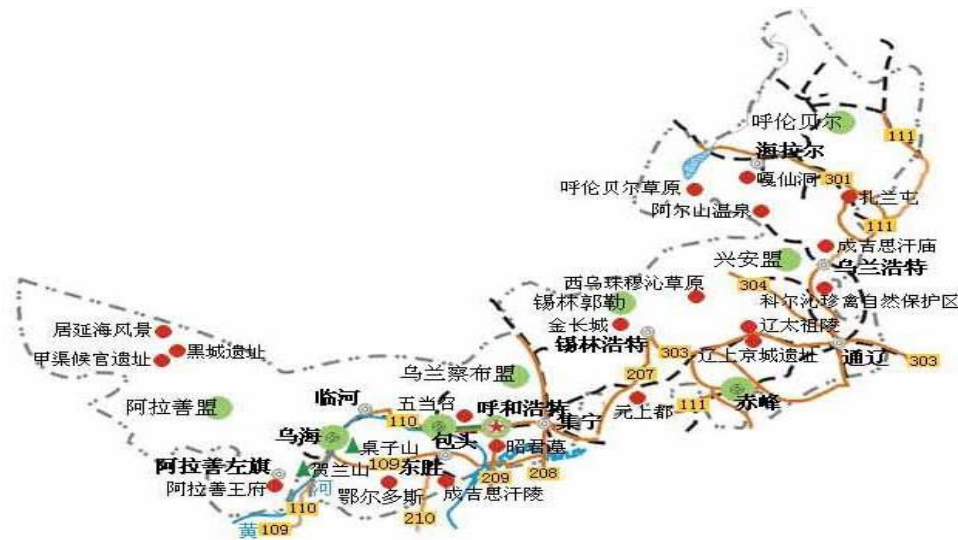 呼伦贝尔
111
海拉尔
嘎仙洞
301
呼伦贝尔草原
扎兰屯
阿尔山温泉
111
成吉思汗庙
兴安盟
乌兰浩特
西乌珠穆沁草原
304
锡林郭勒
科尔沁珍禽自然保护区
居延海风景
金长城
辽太祖陵
锡林浩特
黑城遗址
甲渠候官遗址
303
辽上京城遗址
通辽
303
乌兰察布盟
207
赤峰
临河
五当召
呼和浩特
元上都
111
阿拉善盟
110
集宁
乌海
包头
桌子山
昭君墓
109
东胜
阿拉善左旗
贺兰山
209
208
阿拉善王府
河
鄂尔多斯
成吉思汗陵
110
210
黄
109